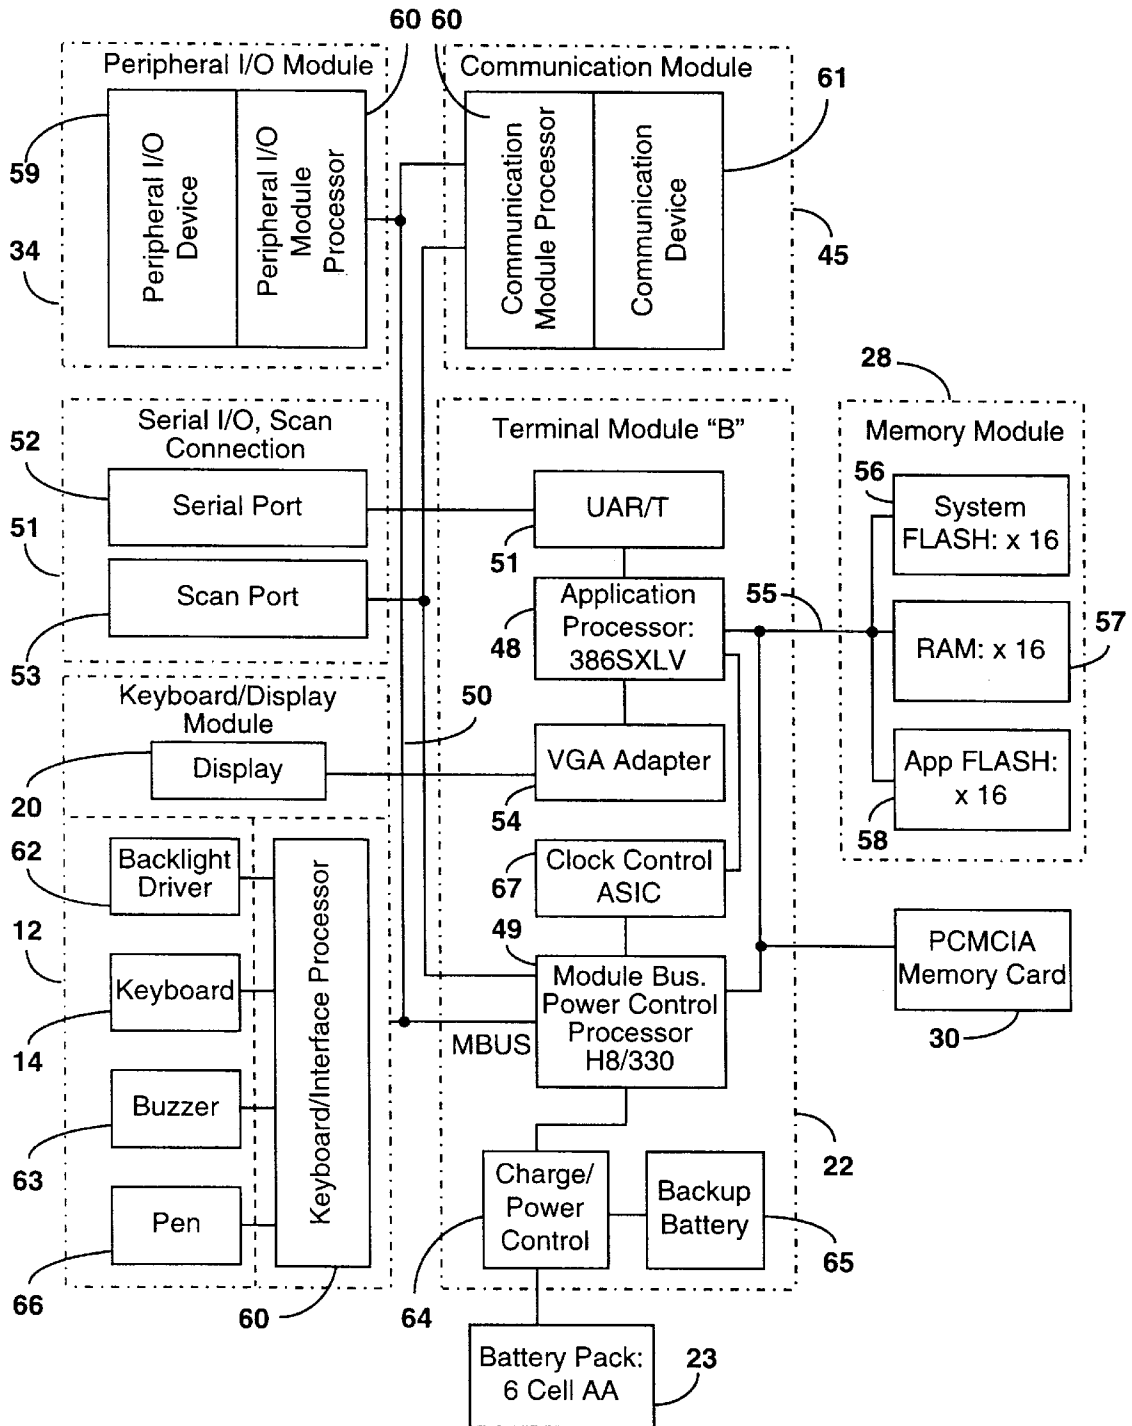 60 60
Peripheral I/O Module
Communication Module
61
59
Peripheral I/O
Device
Peripheral I/O
Module
Processor
Communication
Module Processor
Communication
Device
34
45
28
Serial I/O, Scan
Connection
52
Serial Port
51
Scan Port
53
Terminal Module “B”
UAR/T
51
Application
Processor:
386SXLV
48
55
Memory Module
56
System
FLASH: x 16
57
RAM: x 16
App FLASH:
x 16
58
Keyboard/Display
Module
50
Display
20
VGA Adapter
54
62
Backlight
Driver
Clock Control
ASIC
67
12
49
Keyboard
14
Keyboard/Interface Processor
Module Bus.
Power Control
Processor
H8/330
MBUS
PCMCIA
Memory Card
30
Buzzer
63
22
Pen
66
60
Charge/
Power
Control
64
Backup
Battery
65
Battery Pack:
6 Cell AA
23